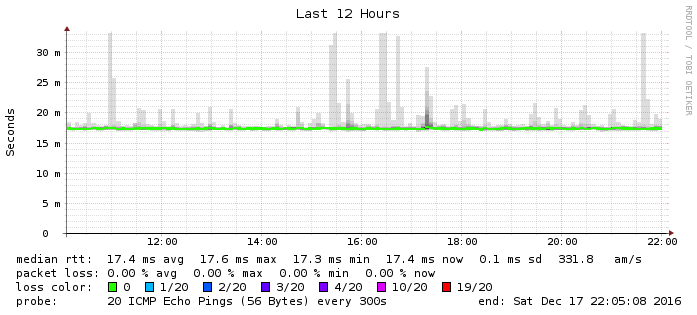 Last 12 Hours
RRDTOOL / TOBI OETIKER
Seconds
30 m
25 m
20 m
15 m
10 m
5 m
0
12:00 14:00 16:00 18:00 20:00 22:00
median rtt: 17.4 ms avg 17.6 ms max 17.3 ms min 17.4 ms now 0.1 ms sd 331.8 am/s
packet loss: 0.00 % avg 0.00 % max 0.00 % min 0.00 % now
loss color: 0 1/20 2/20 3/20 4/20 10/20 19/20
probe: 20 ICMP Echo Pings (56 Bytes) every 300s end: Sat Dec 17 22:05:08 2016